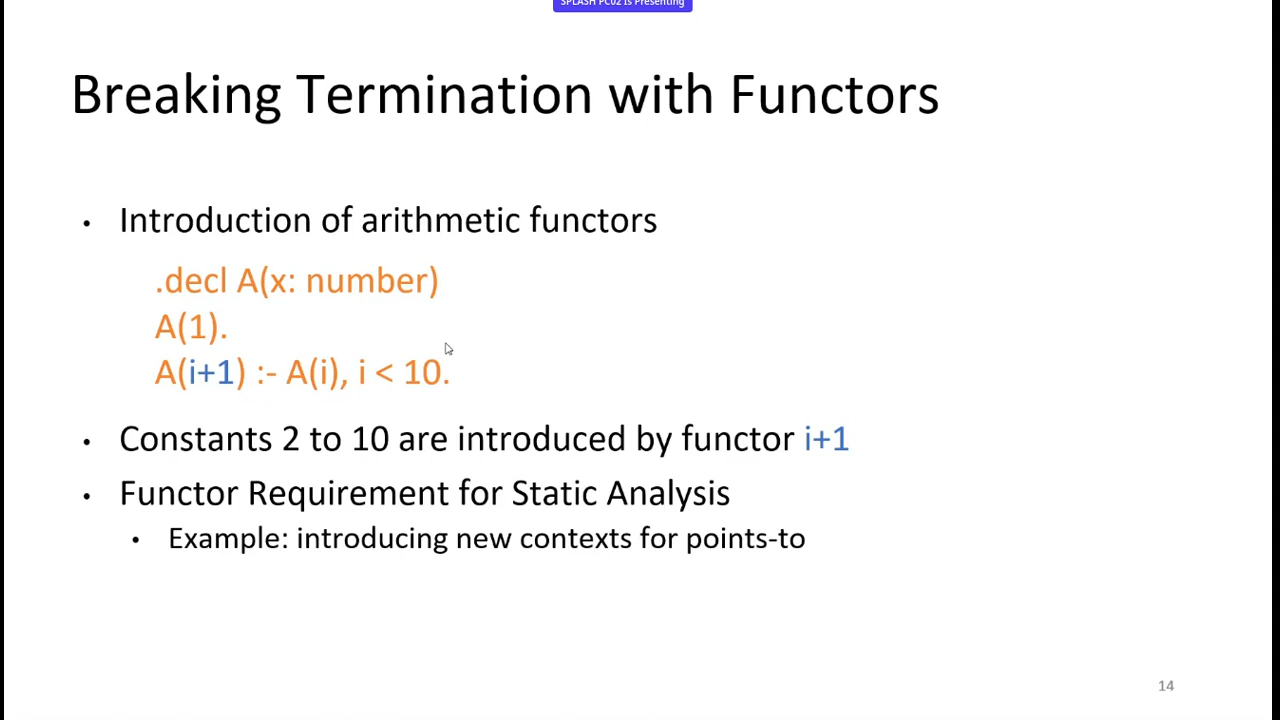 SPLASH PC02 is Presenting
Breaking Termination with Functors
• Introduction of arithmetic functors
.decl A(x: number)
A(1).
A(i+1) :- A(i), i < 10.
• Constants 2 to 10 are introduced by functor i+1
• Functor Requirement for Static Analysis
• Example: introducing new contexts for points-to
14